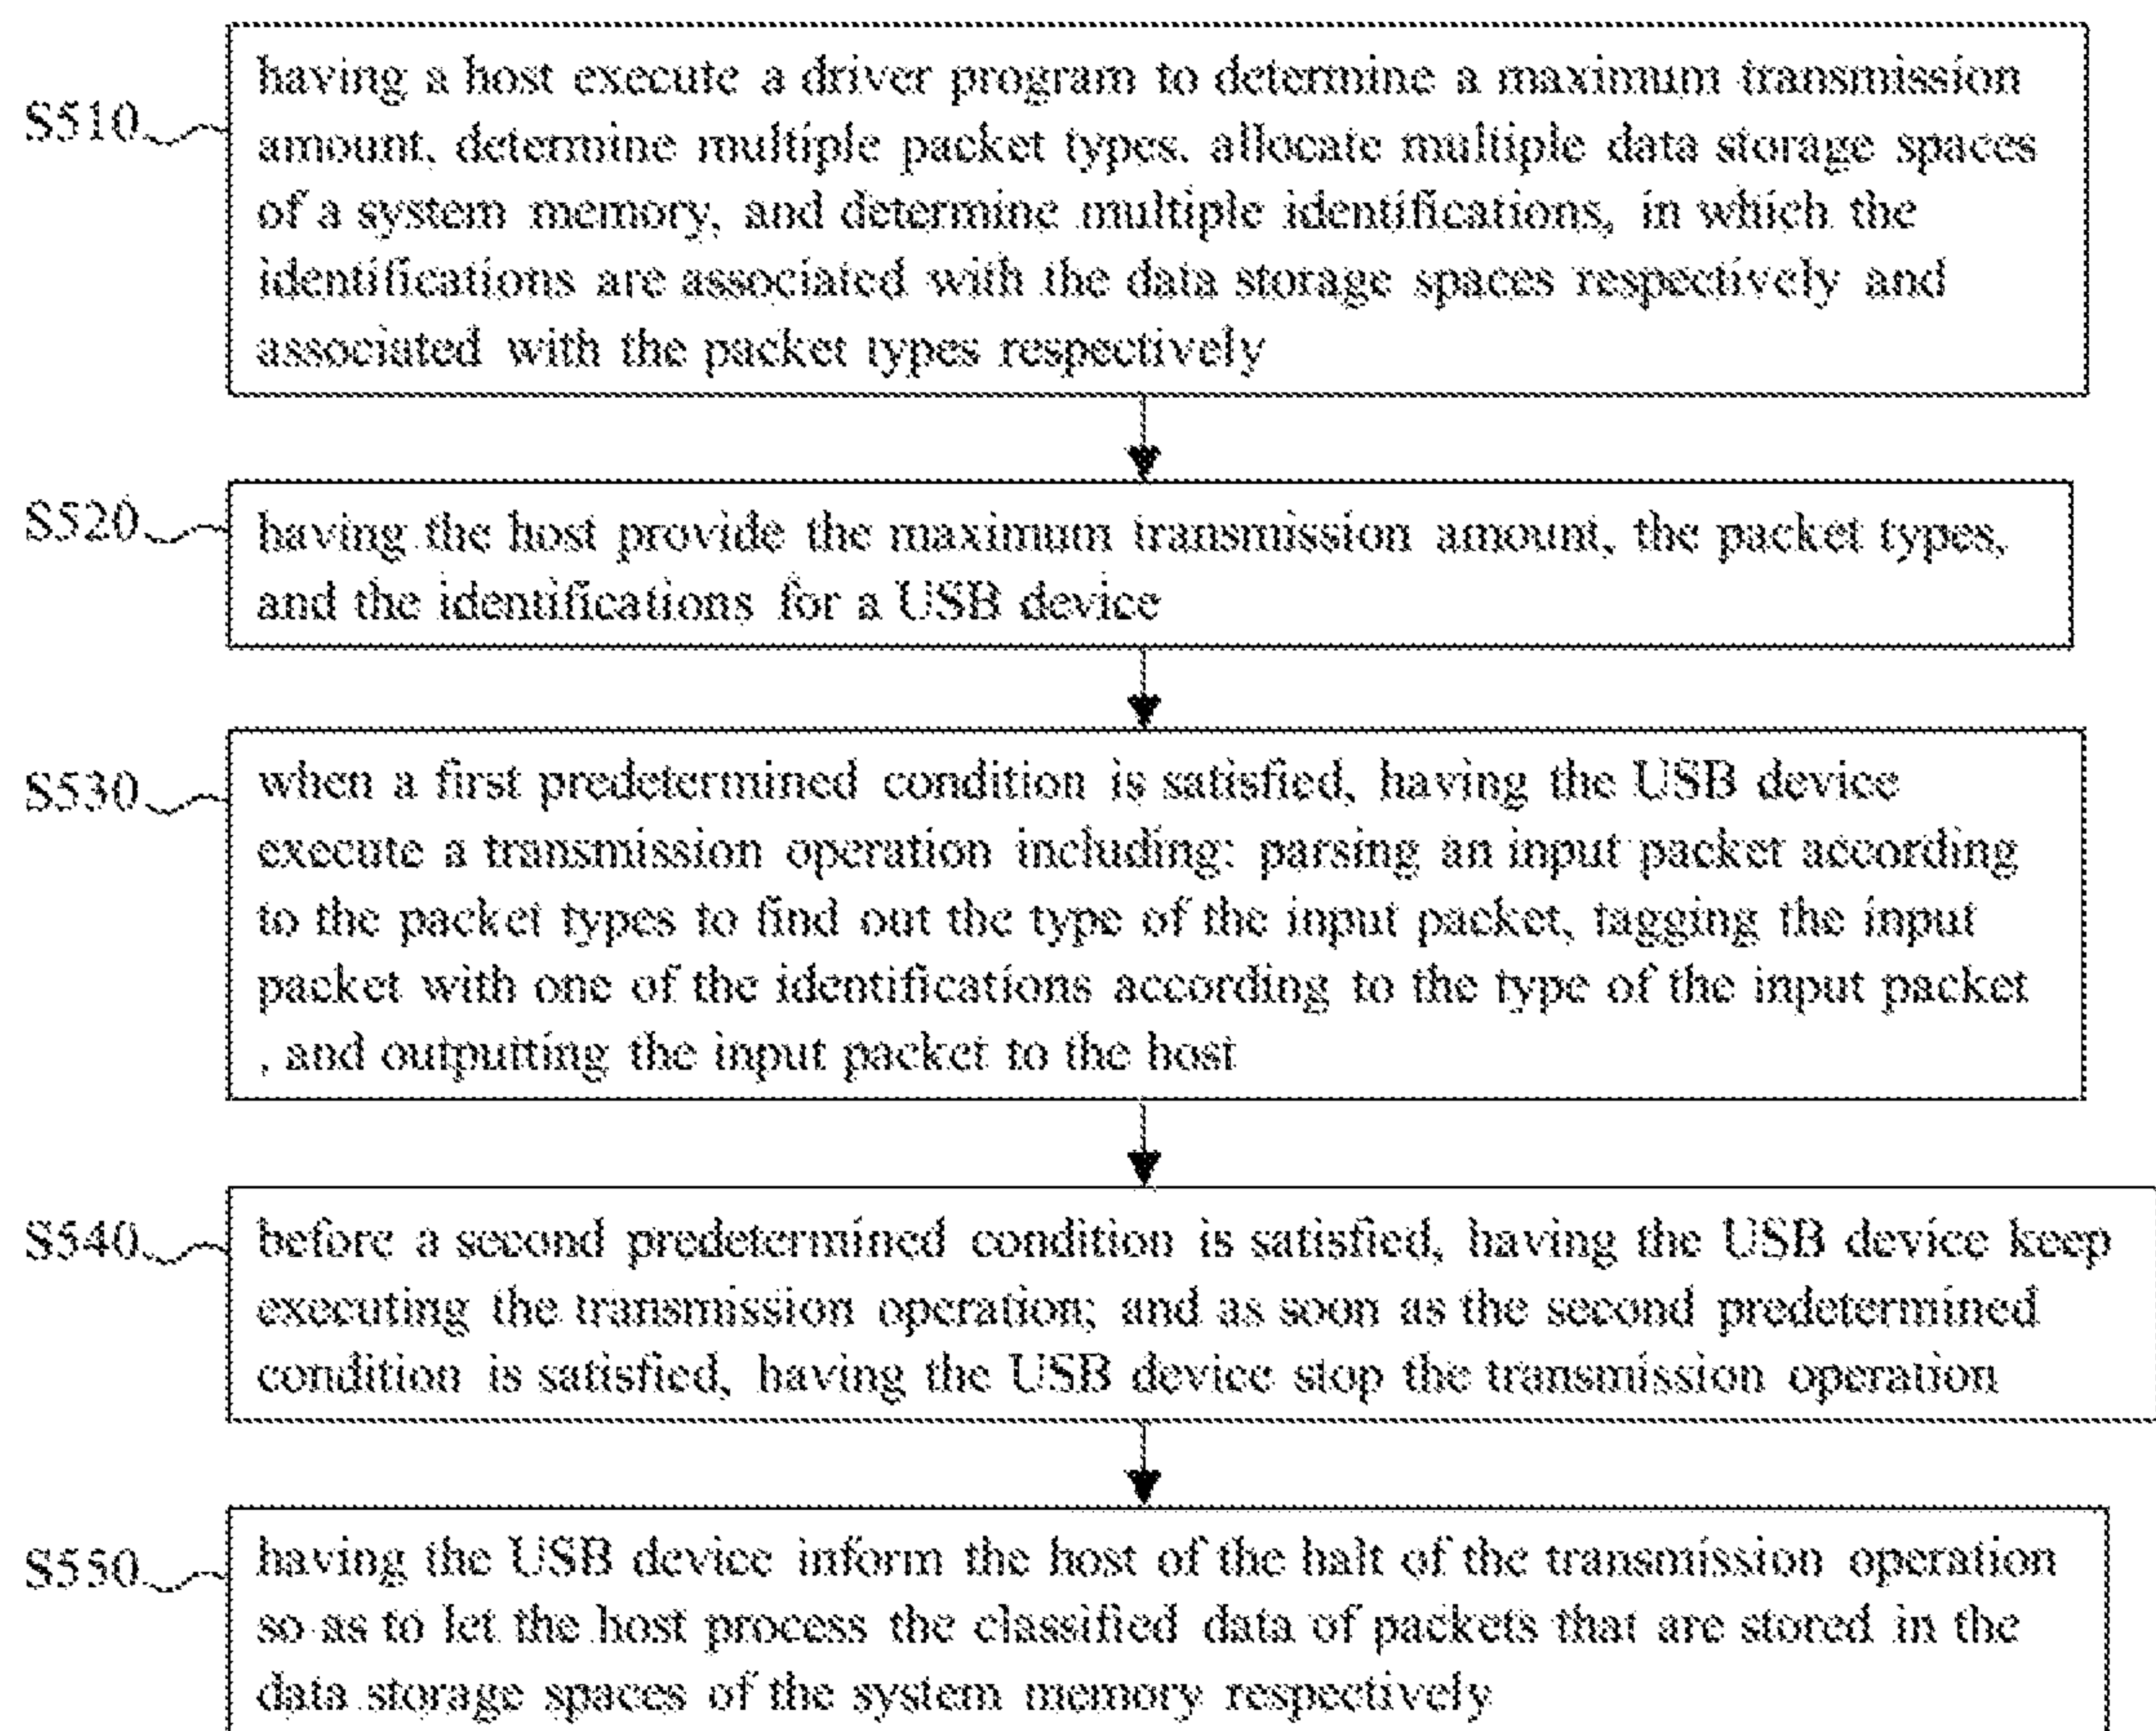 S510
having a host execute a driver program to determine a maximum transmission
amount, determine multiple packet types, allocate multiple data storage spaces
of a system memory, and determine multiple identifications, in which the
identifications are associated with the data storage spaces respectively and
associated with the packet types respectively
S520
having the host provide the maximum transmission amount, the packet types,
and the identifications for a USB device
S530
when a first predetermined condition is satisfied, having the USB device
execute a transmission operation including: parsing an input packet according
to the packet types to find out the type of the input packet, tagging the input
packet with one of the identifications according to the type of the input packet
, and outputting the input packet to the host
S540
before a second predetermined condition is satisfied, having the USB device keep
executing the transmission operation; and as soon as the second predetermined
condition is satisfied, having the USB device stop the transmission operation
S550
having the USB device inform the host of the halt of the transmission operation
so as to let the host process the classified data of packets that are stored in the
data storage spaces of the system memory respectively